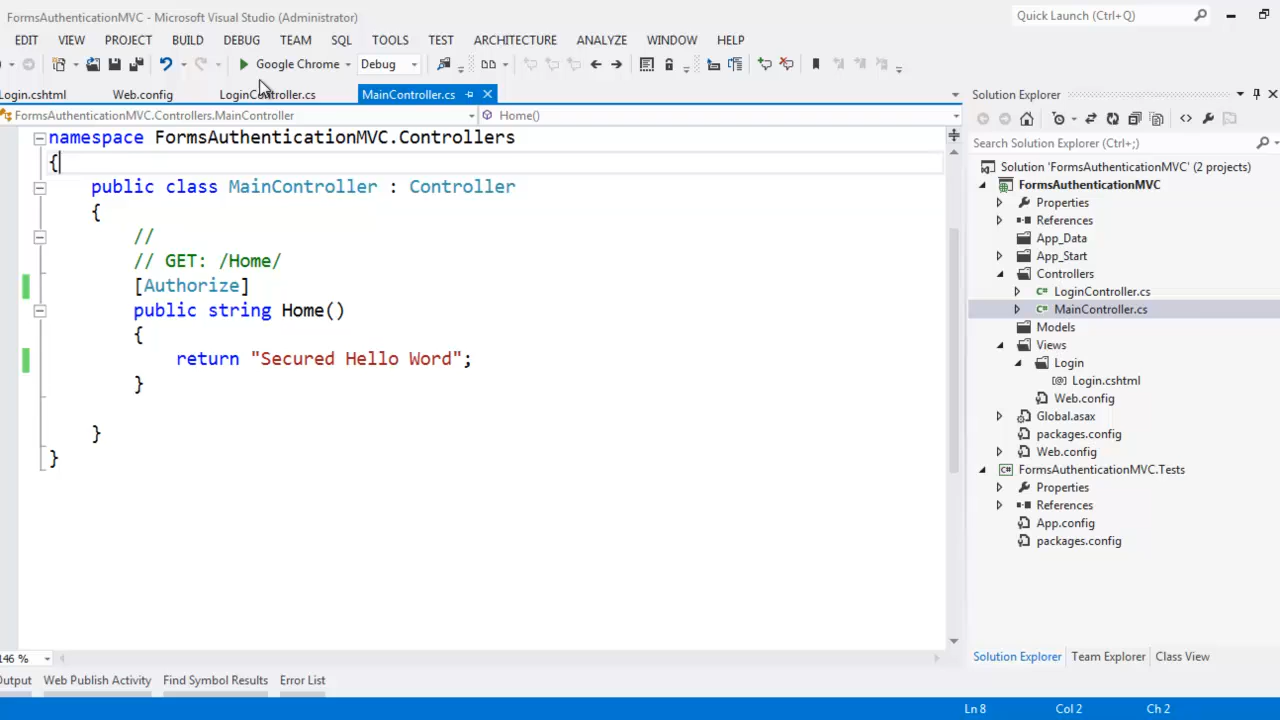 FormsAuthenticationMVC - Microsoft Visual Studio (Administrator)
Quick Launch (Ctrl+Q)
EDIT VIEW PROJECT BUILD DEBUG TEAM SQL TOOLS TEST ARCHITECTURE ANALYZE WINDOW HELP
Google Chrome Debug
Login.cshtml Web.config LoginController.cs MainController.cs
FormsAuthenticationMVC.Controllers.MainController Home()
namespace FormsAuthenticationMVC.Controllers
{
public class MainController : Controller
{
//
// GET: /Home/
[Authorize]
public string Home()
{
return "Secured Hello Word";
}
}
}
146 %
Output Web Publish Activity Find Symbol Results Error List
Solution Explorer
Search Solution Explorer (Ctrl+;)
Solution 'FormsAuthenticationMVC' (2 projects)
FormsAuthenticationMVC
Properties
References
App_Data
App_Start
Controllers
LoginController.cs
MainController.cs
Models
Views
Login
Login.cshtml
Web.config
Global.asax
packages.config
Web.config
FormsAuthenticationMVC.Tests
Properties
References
App.config
packages.config
Solution Explorer Team Explorer Class View
Ln 8 Col 2 Ch 2